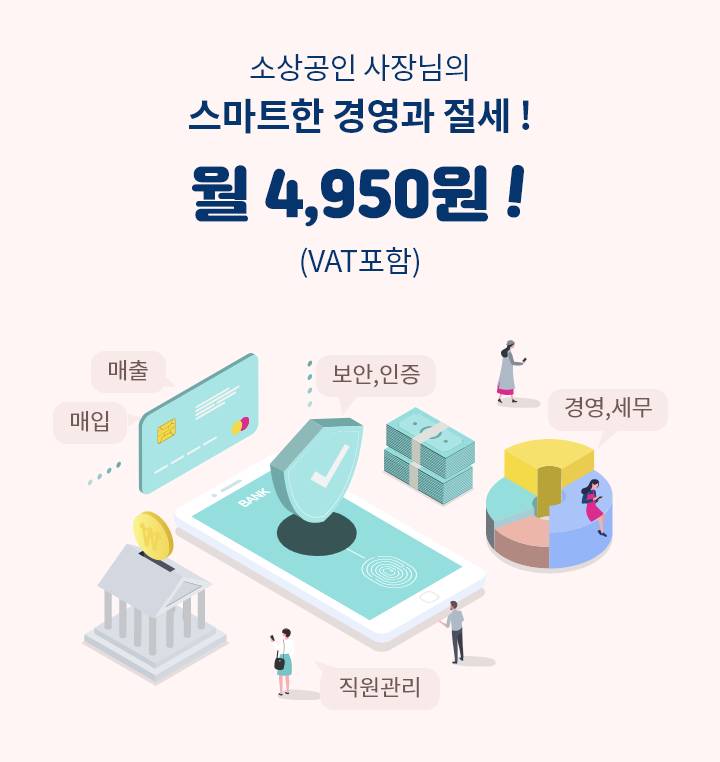 소상공인 사장님의
스마트한 경영과 절세 !
월 4,950원 !
(VAT포함)
매출
보안,인증
매입
경영,세무
BANK
₩
직원관리